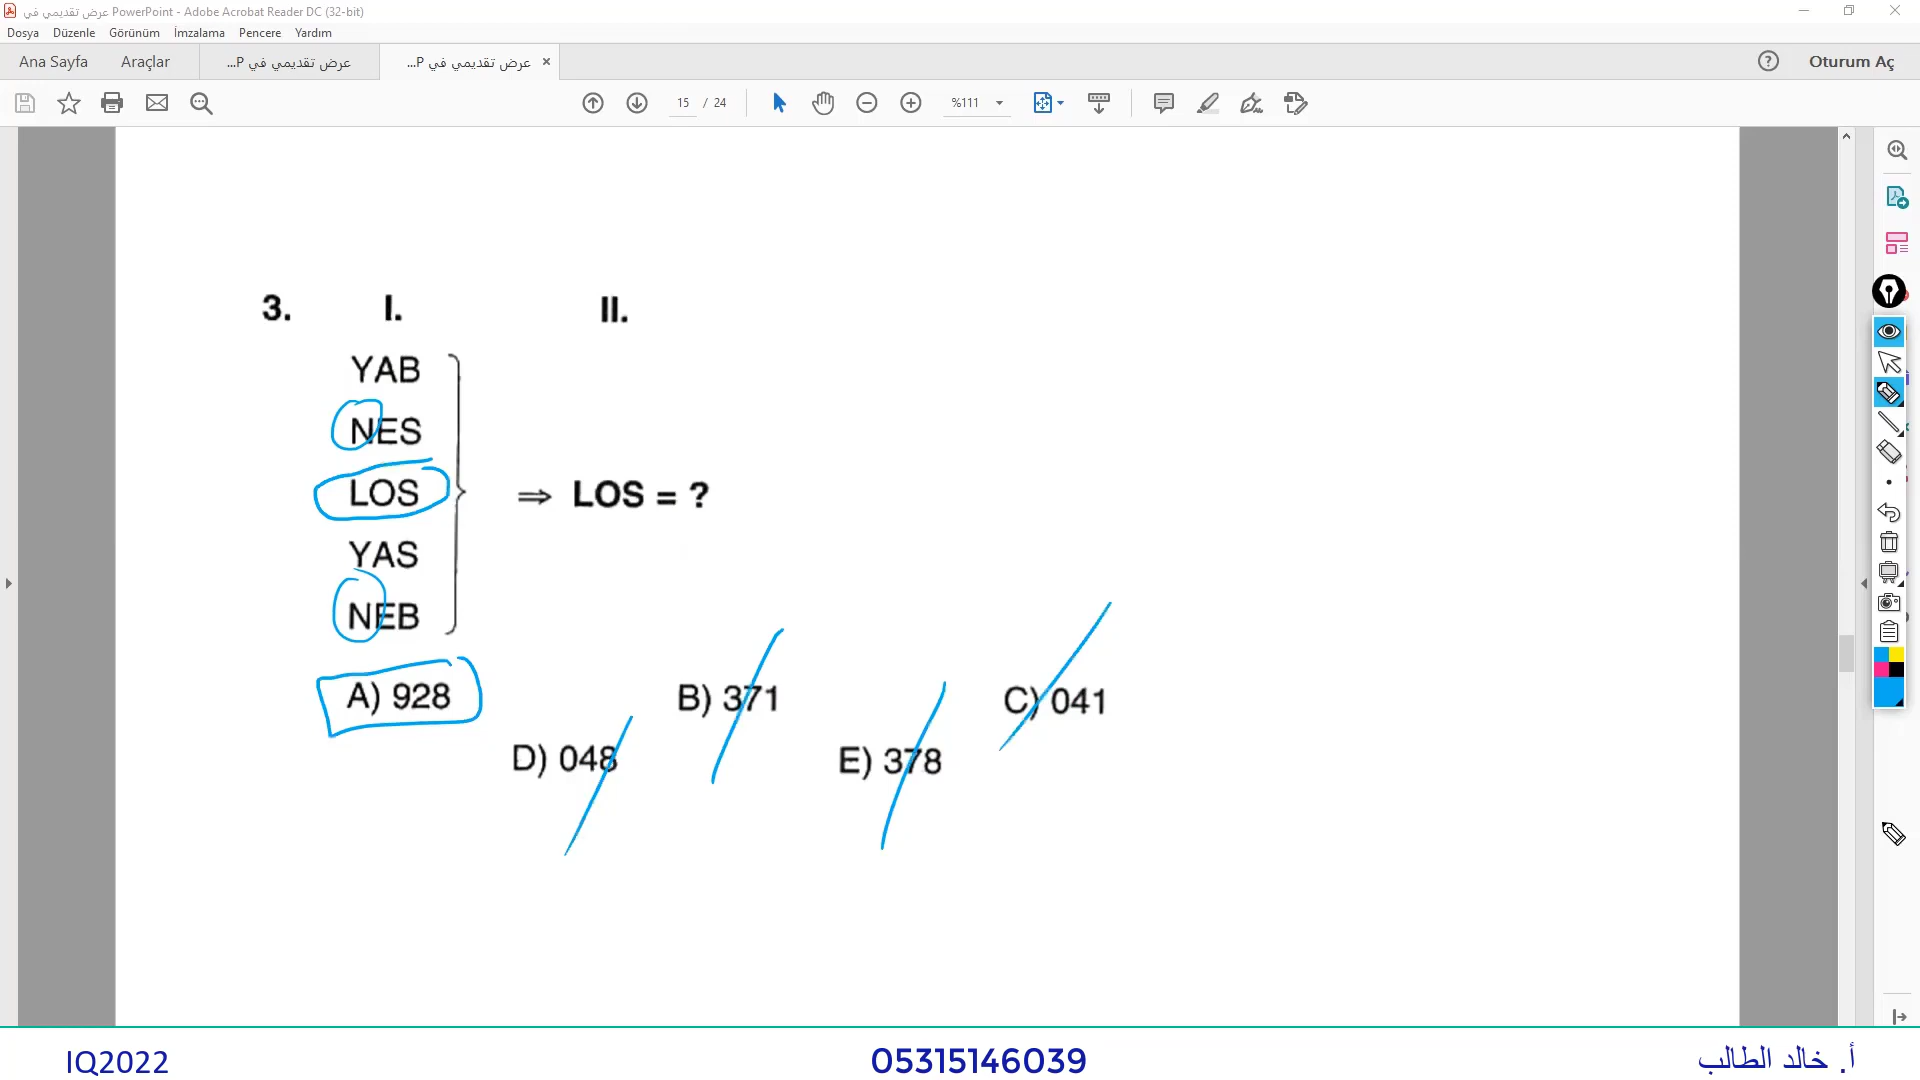 عرض تقديمي في PowerPoint - Adobe Acrobat Reader DC (32-bit)
Dosya Düzenle Görünüm İmzalama Pencere Yardım
Ana Sayfa Araçlar عرض تقديمي في P... عرض تقديمي في P... × ? Oturum Aç
15 / 24 %111
3. I. II.
YAB
NES
LOS ⇒ LOS = ?
YAS
NEB
A) 928 B) 371 C) 041
D) 048 E) 378
IQ2022 05315146039 أ. خالد الطالب